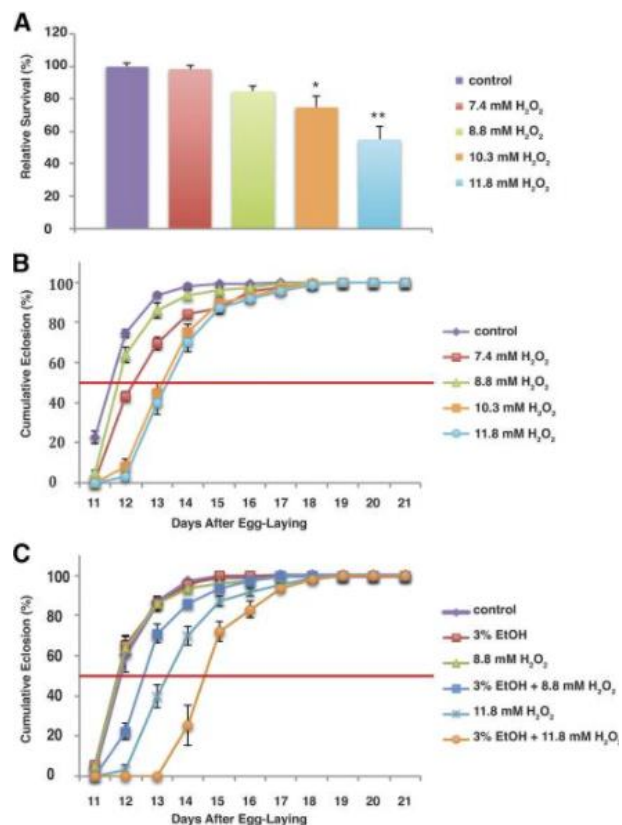 A
Relative Survival (%)
120
100
80
60
40
20
0
*
**
control
7.4 mM H₂O₂
8.8 mM H₂O₂
10.3 mM H₂O₂
11.8 mM H₂O₂
B
Cumulative Eclosion (%)
100
80
60
40
20
0
11 12 13 14 15 16 17 18 19 20 21
Days After Egg-Laying
control
7.4 mM H₂O₂
8.8 mM H₂O₂
10.3 mM H₂O₂
11.8 mM H₂O₂
C
Cumulative Eclosion (%)
100
80
60
40
20
0
11 12 13 14 15 16 17 18 19 20 21
Days After Egg-Laying
control
3% EtOH
8.8 mM H₂O₂
3% EtOH + 8.8 mM H₂O₂
11.8 mM H₂O₂
3% EtOH + 11.8 mM H₂O₂